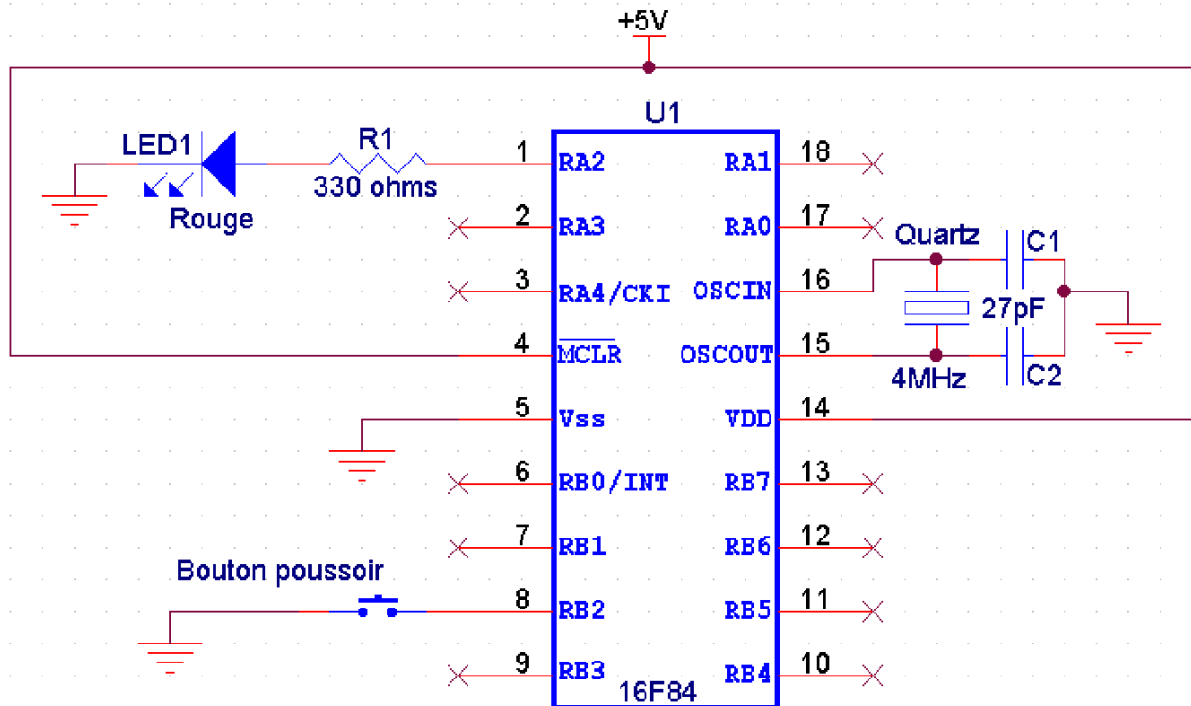 +5V
U1
LED1
R1
330 ohms
Rouge
1 RA2
2 RA3
3 RA4/CKI
4 MCLR
5 Vss
6 RB0/INT
7 RB1
Bouton poussoir
8 RB2
9 RB3
16F84
RA1 18
RA0 17
Quartz
C1
OSCIN 16
27pF
OSCOUT 15
4MHz
C2
VDD 14
RB7 13
RB6 12
RB5 11
RB4 10